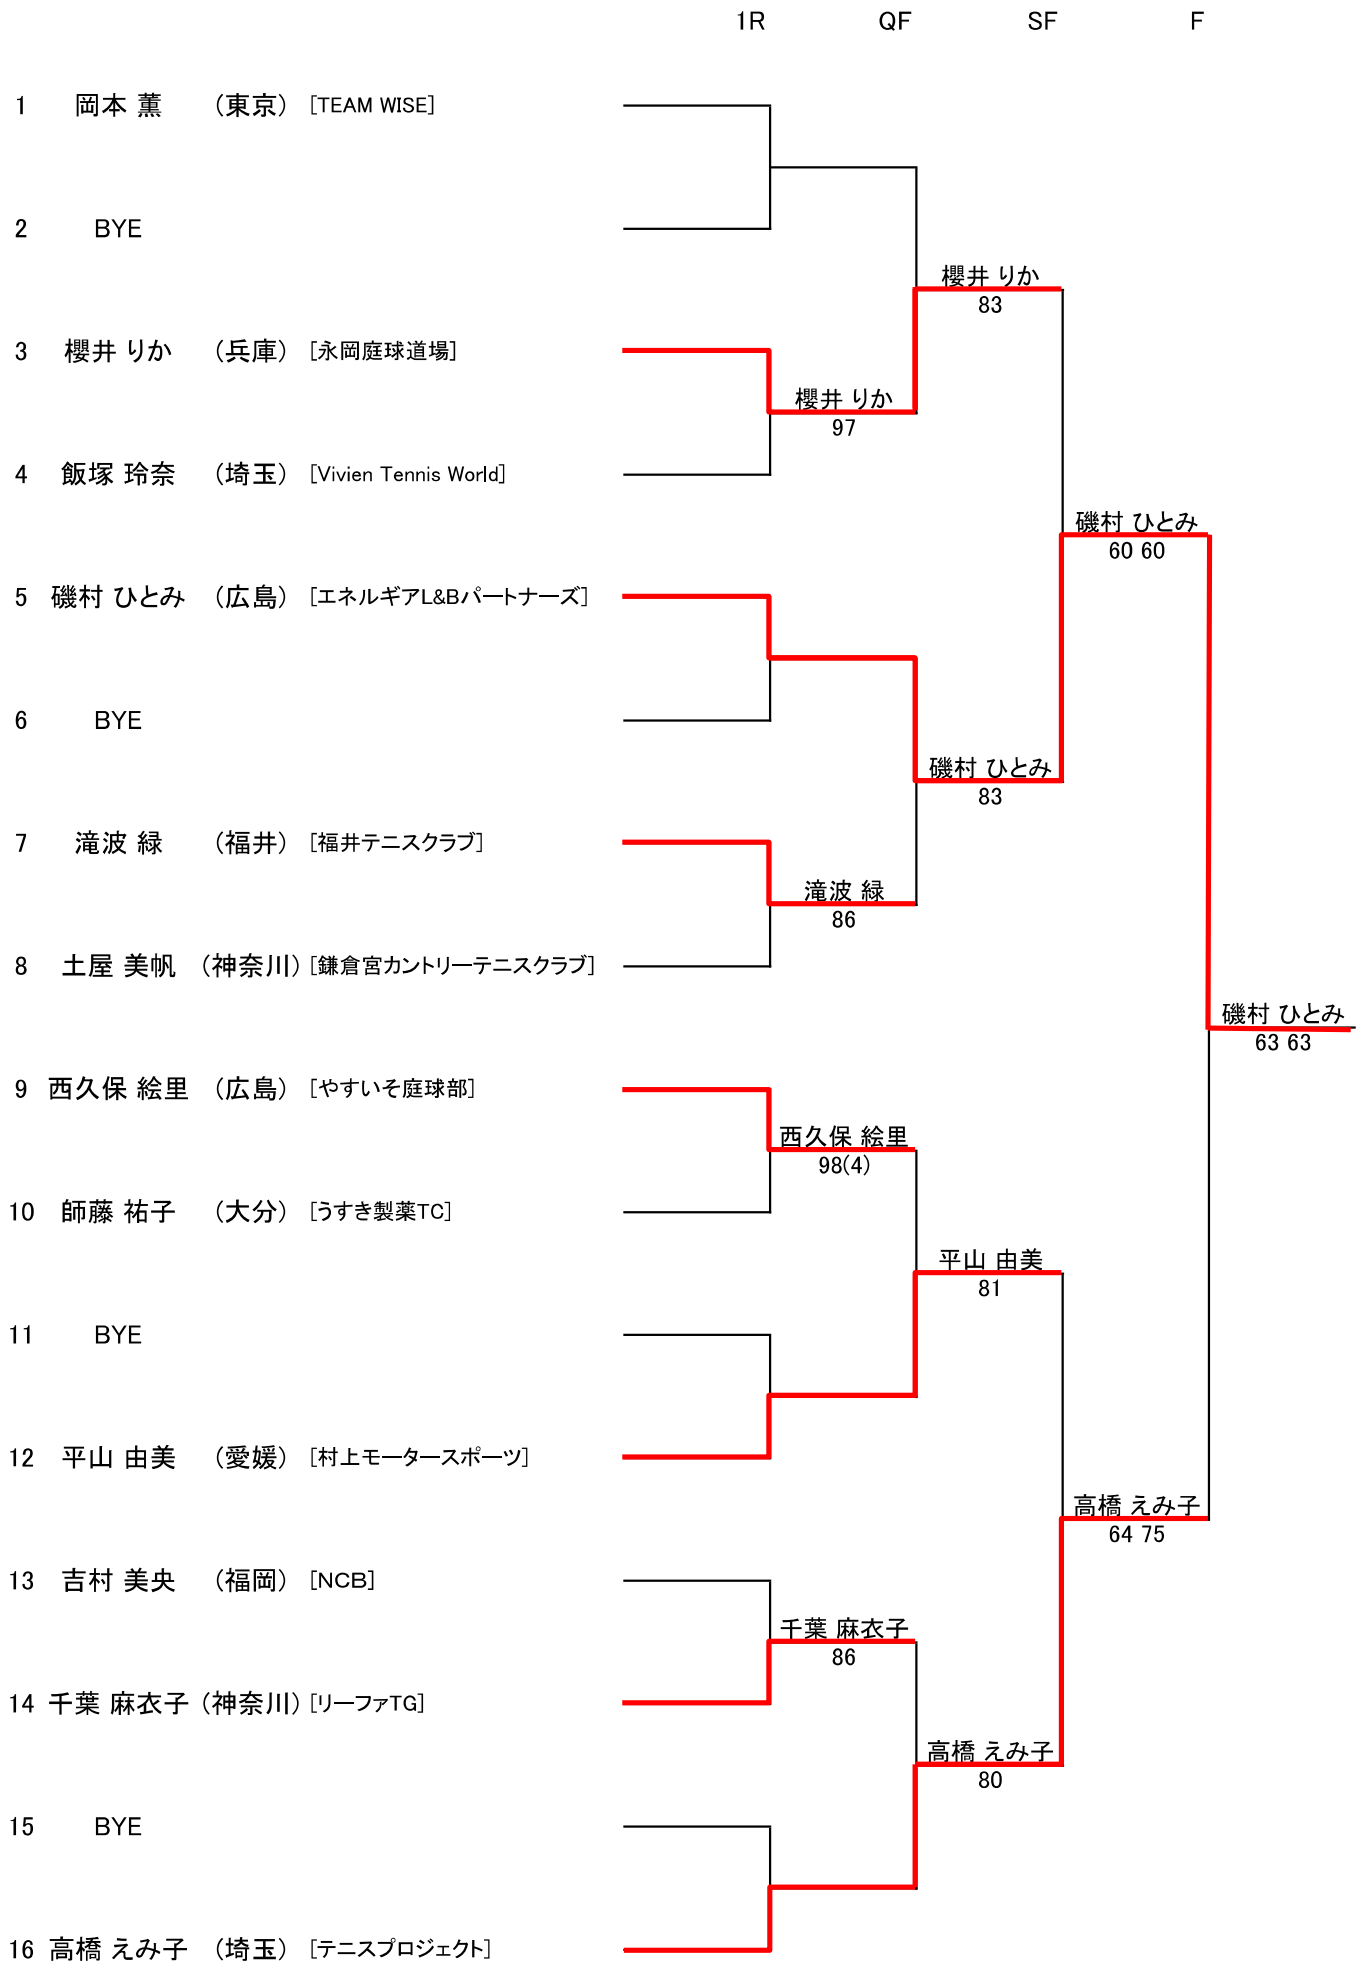 1R QF SF F
1 岡本 薫 （東京） [TEAM WISE]
2 BYE
櫻井 りか
83
3 櫻井 りか （兵庫） [永岡庭球道場]
櫻井 りか
97
4 飯塚 玲奈 （埼玉） [Vivien Tennis World]
磯村 ひとみ
60 60
5 磯村 ひとみ （広島） [エネルギアL&Bパートナーズ]
6 BYE
磯村 ひとみ
83
7 滝波 緑 （福井） [福井テニスクラブ]
滝波 緑
86
8 土屋 美帆 （神奈川） [鎌倉宮カントリーテニスクラブ]
磯村 ひとみ
63 63
9 西久保 絵里 （広島） [やすいそ庭球部]
西久保 絵里
98(4)
10 師藤 祐子 （大分） [うすき製薬TC]
平山 由美
81
11 BYE
12 平山 由美 （愛媛） [村上モータースポーツ]
高橋 えみ子
64 75
13 吉村 美央 （福岡） [NCB]
千葉 麻衣子
86
14 千葉 麻衣子 （神奈川） [リーファTG]
高橋 えみ子
80
15 BYE
16 高橋 えみ子 （埼玉） [テニスプロジェクト]